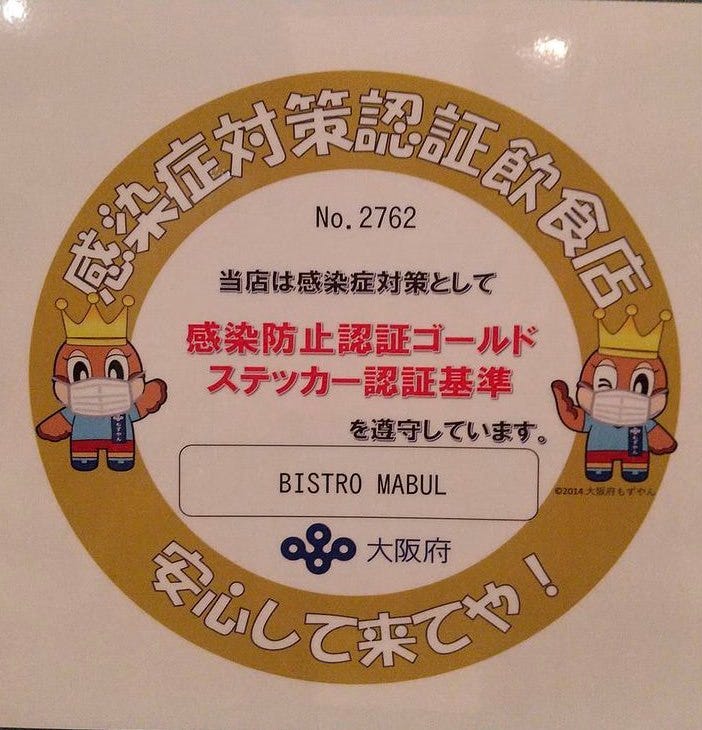 感染症対策認証飲食店
No.2762
当店は感染症対策として
感染防止認証ゴールド
ステッカー認証基準
を遵守しています。
BISTRO MABUL
©2014 大阪府もずやん
大阪府
安心して来てや！